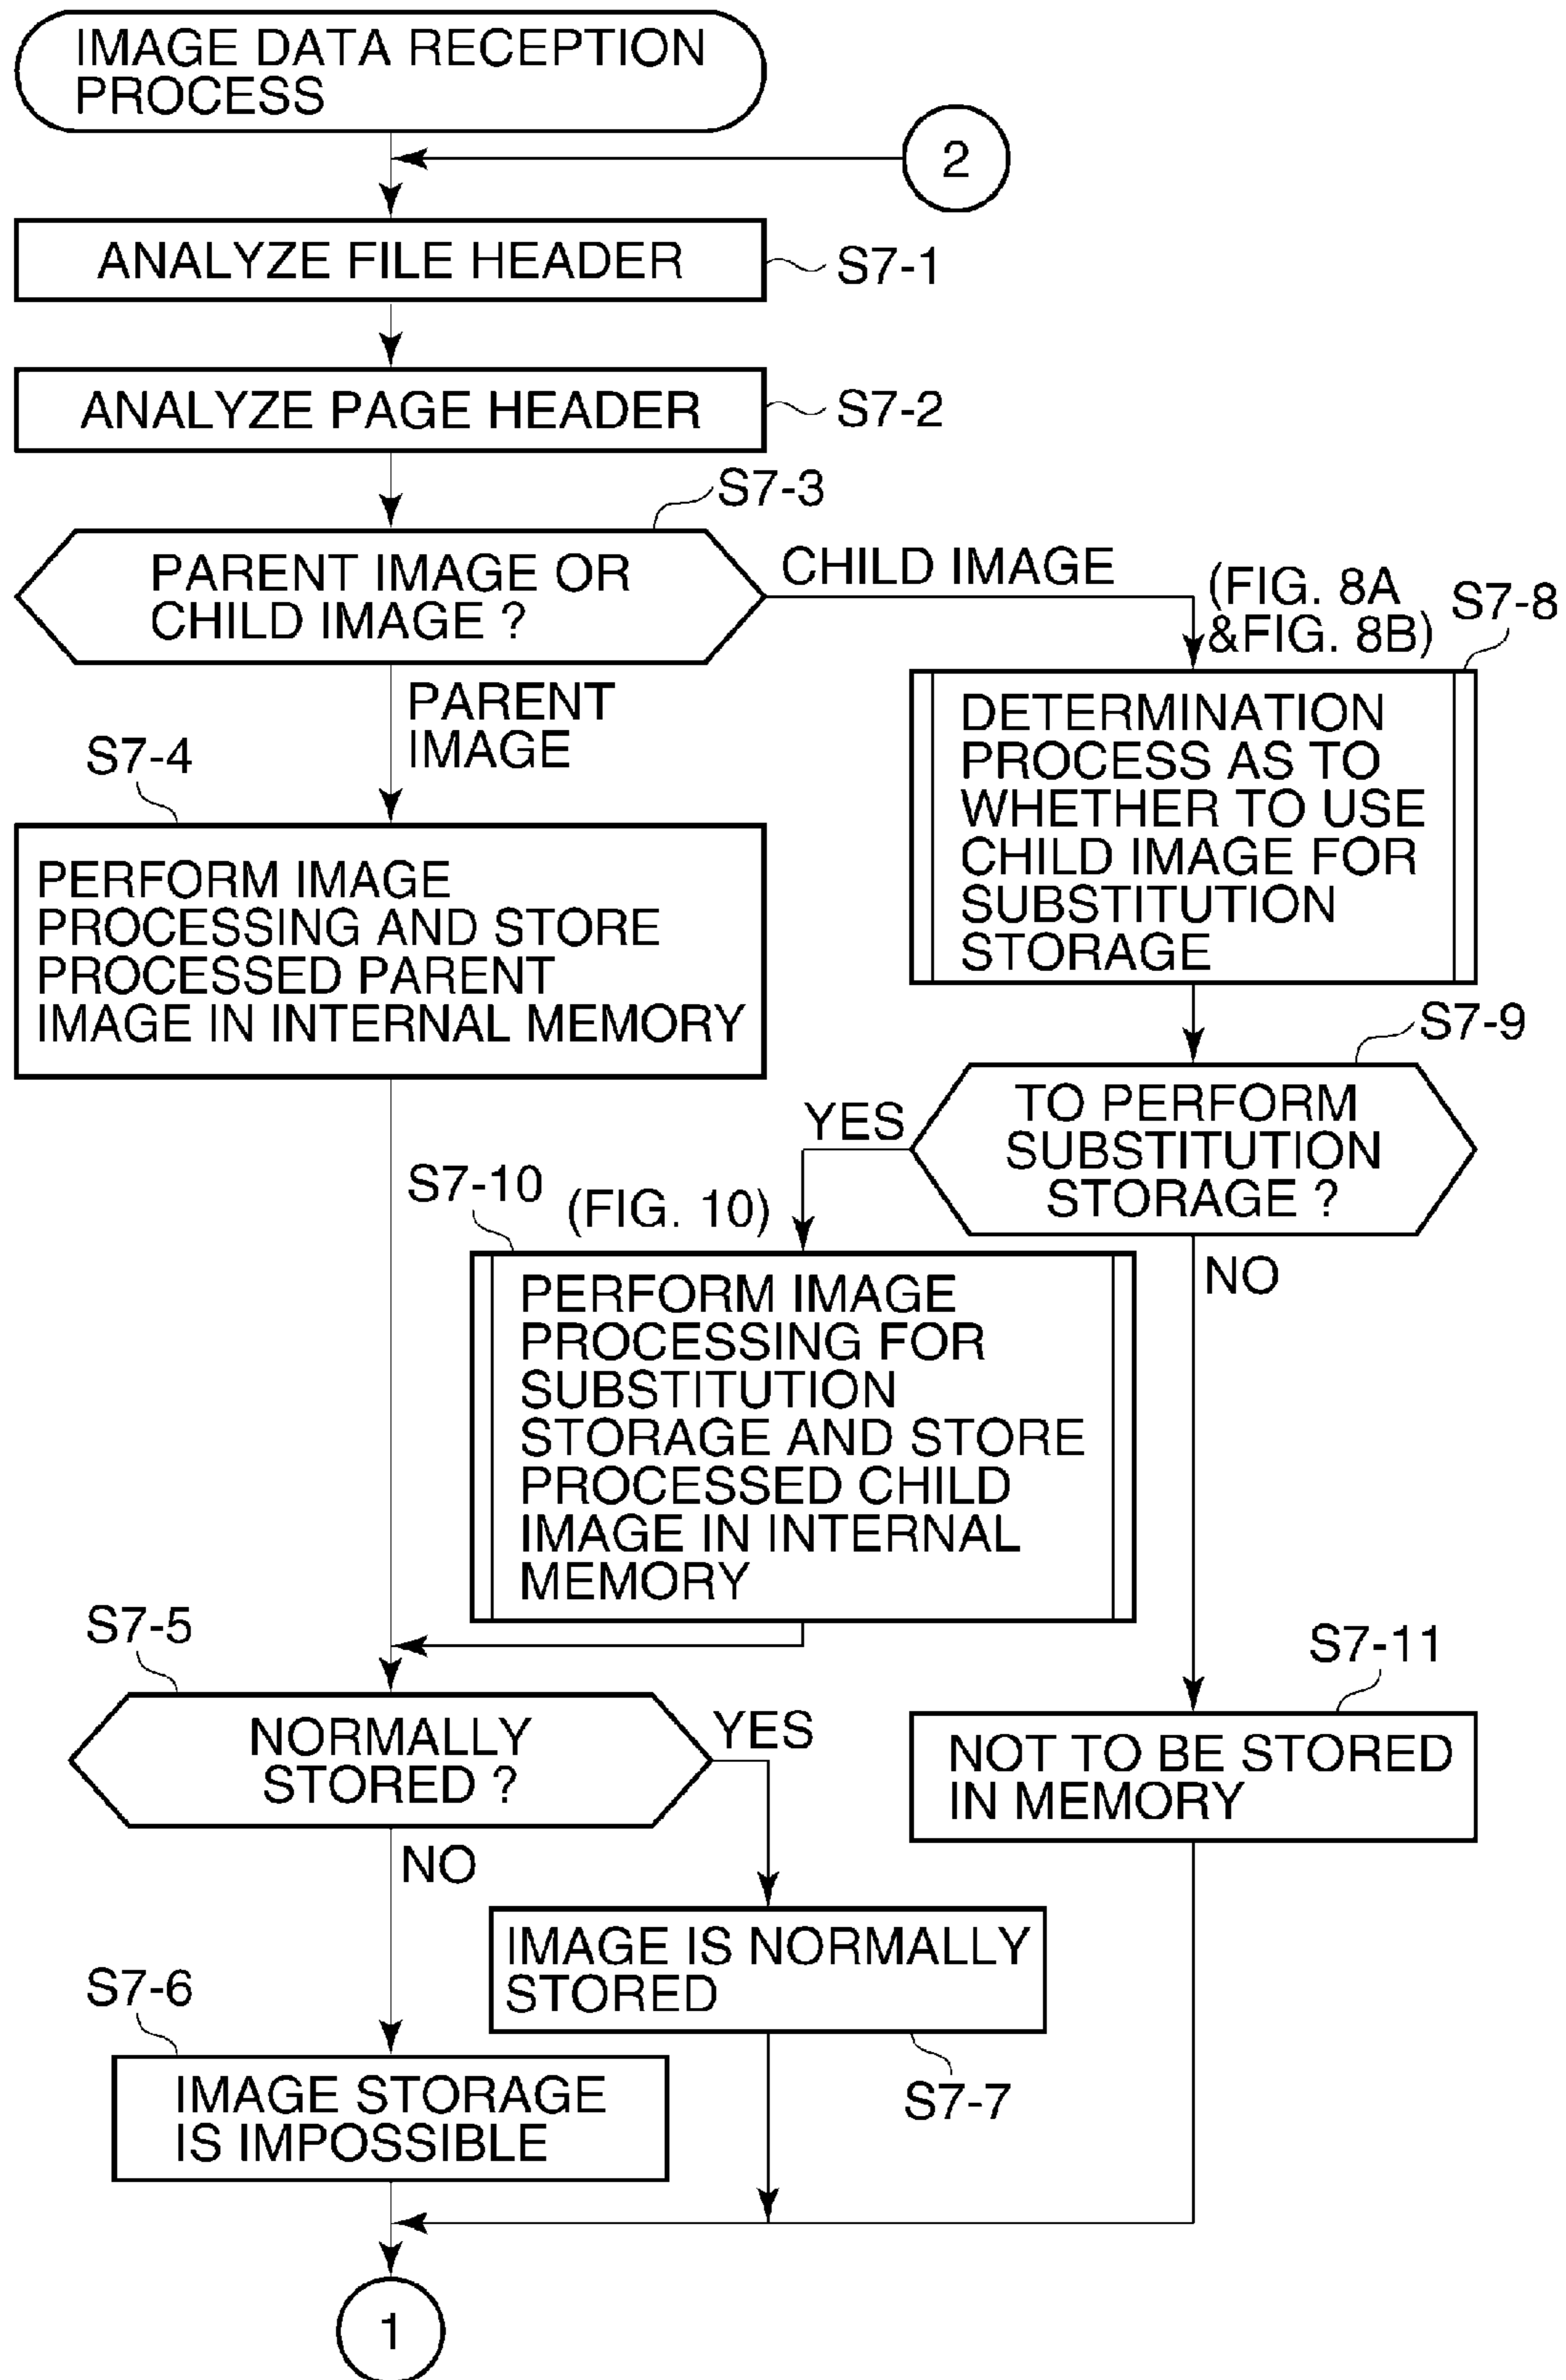 IMAGE DATA RECEPTION
PROCESS
2
ANALYZE FILE HEADER
S7-1
ANALYZE PAGE HEADER
S7-2
S7-3
PARENT IMAGE OR
CHILD IMAGE ?
CHILD IMAGE
(FIG. 8A
&FIG. 8B)
S7-8
PARENT
IMAGE
S7-4
PERFORM IMAGE
PROCESSING AND STORE
PROCESSED PARENT
IMAGE IN INTERNAL MEMORY
DETERMINATION
PROCESS AS TO
WHETHER TO USE
CHILD IMAGE FOR
SUBSTITUTION
STORAGE
S7-9
TO PERFORM
SUBSTITUTION
STORAGE ?
YES
NO
S7-10
(FIG. 10)
PERFORM IMAGE
PROCESSING FOR
SUBSTITUTION
STORAGE AND STORE
PROCESSED CHILD
IMAGE IN INTERNAL
MEMORY
S7-5
NORMALLY
STORED ?
YES
NO
S7-11
NOT TO BE STORED
IN MEMORY
IMAGE IS NORMALLY
STORED
S7-7
S7-6
IMAGE STORAGE
IS IMPOSSIBLE
1